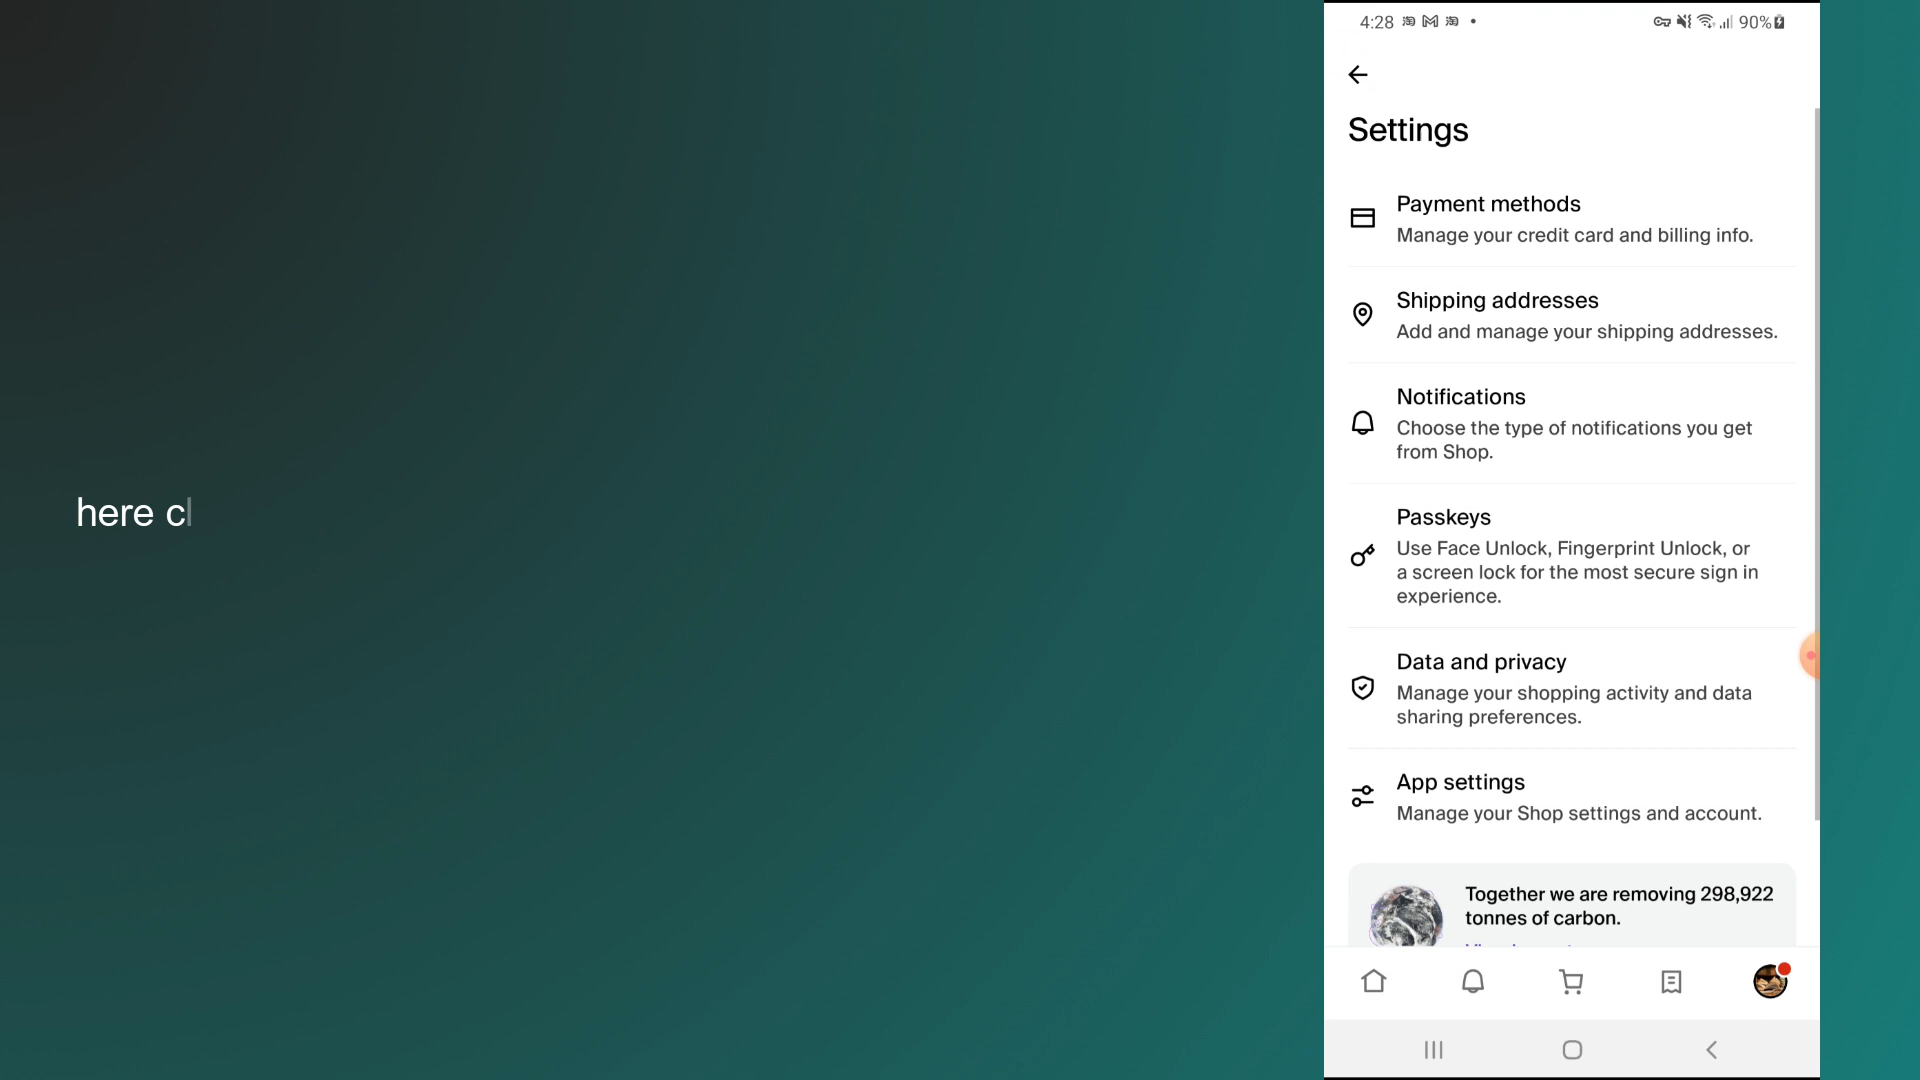 here cl
4:28
90%
Settings
Payment methods
Manage your credit card and billing info.
Shipping addresses
Add and manage your shipping addresses.
Notifications
Choose the type of notifications you get
from Shop.
Passkeys
Use Face Unlock, Fingerprint Unlock, or
a screen lock for the most secure sign in
experience.
Data and privacy
Manage your shopping activity and data
sharing preferences.
App settings
Manage your Shop settings and account.
Together we are removing 298,922
tonnes of carbon.